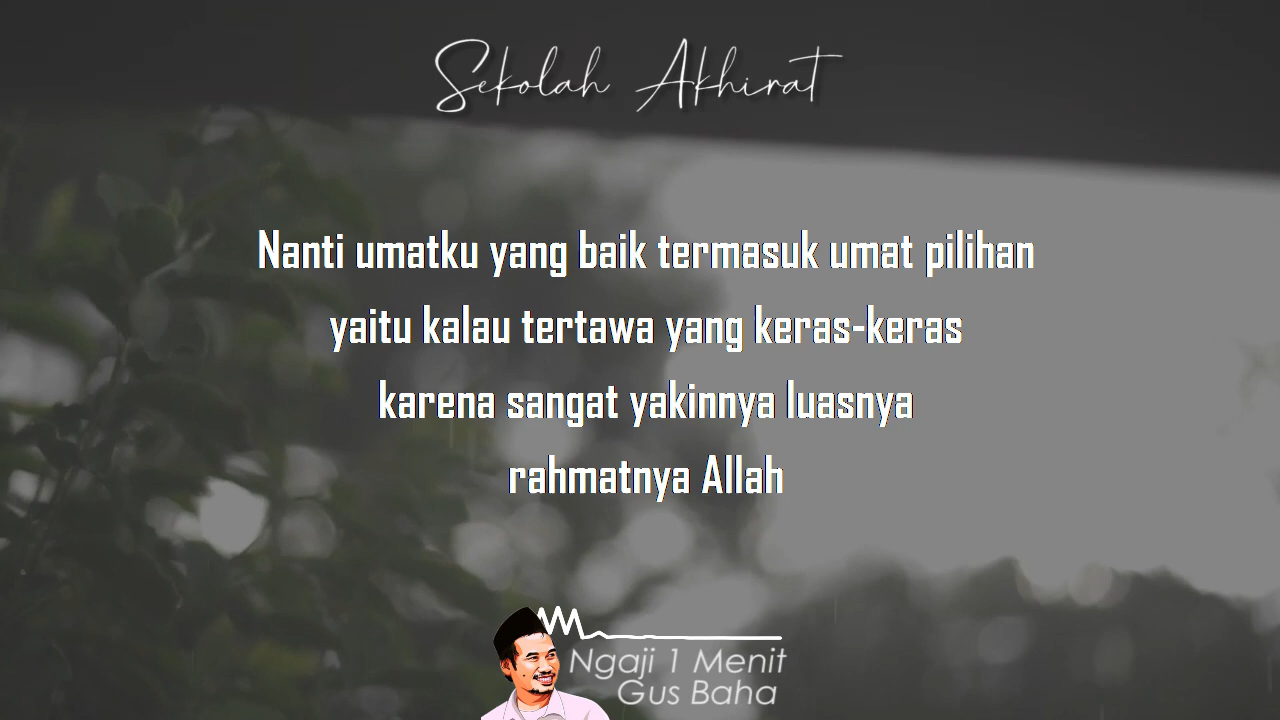 Sekolah Akhirat
Nanti umatku yang baik termasuk umat pilihan
yaitu kalau tertawa yang keras-keras
karena sangat yakinnya luasnya
rahmatnya Allah
Ngaji 1 Menit
Gus Baha